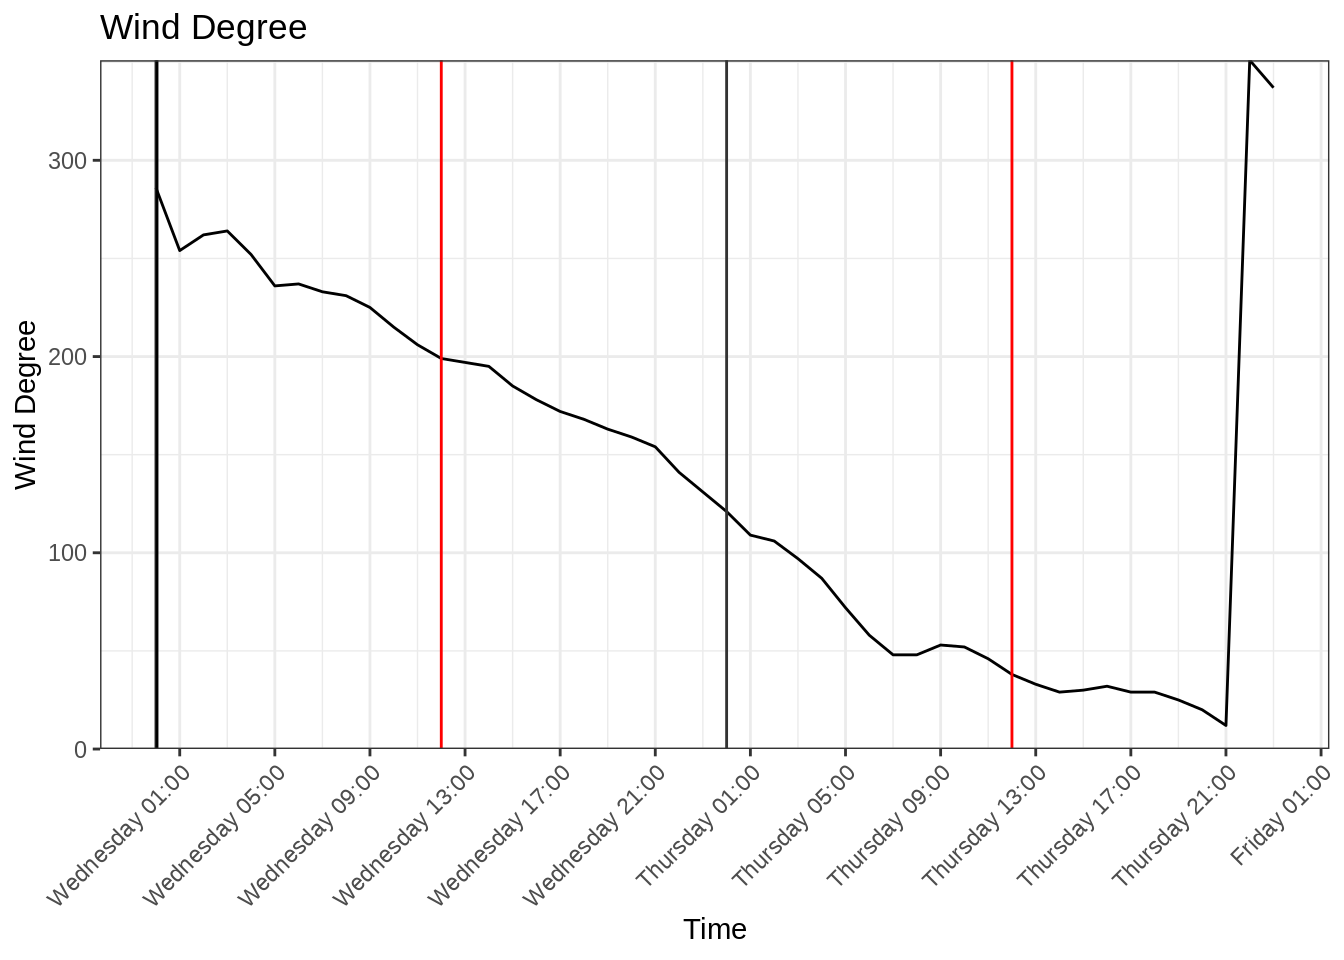 Wind Degree
Wind Degree
300
200
100
0
Wednesday 01:00
Wednesday 05:00
Wednesday 09:00
Wednesday 13:00
Wednesday 17:00
Wednesday 21:00
Thursday 01:00
Thursday 05:00
Thursday 09:00
Thursday 13:00
Thursday 17:00
Thursday 21:00
Friday 01:00
Time